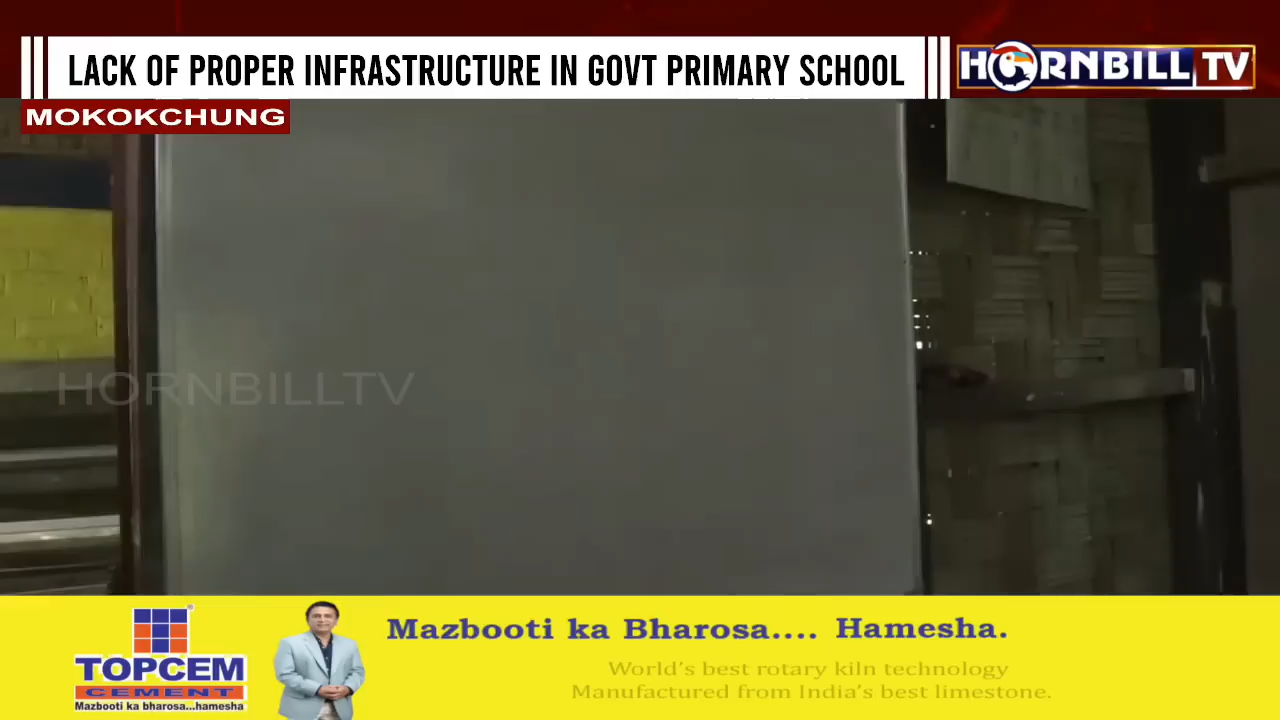 LACK OF PROPER INFRASTRUCTURE IN GOVT PRIMARY SCHOOL
HORNBILL TV
MOKOKCHUNG
HORNBILLTV
Mazbooti ka Bharosa.... Hamesha.
World's best rotary kiln technology
Manufactured from India's best limestone.
TOPCEM
CEMENT
Mazbooti ka bharosa...hamesha